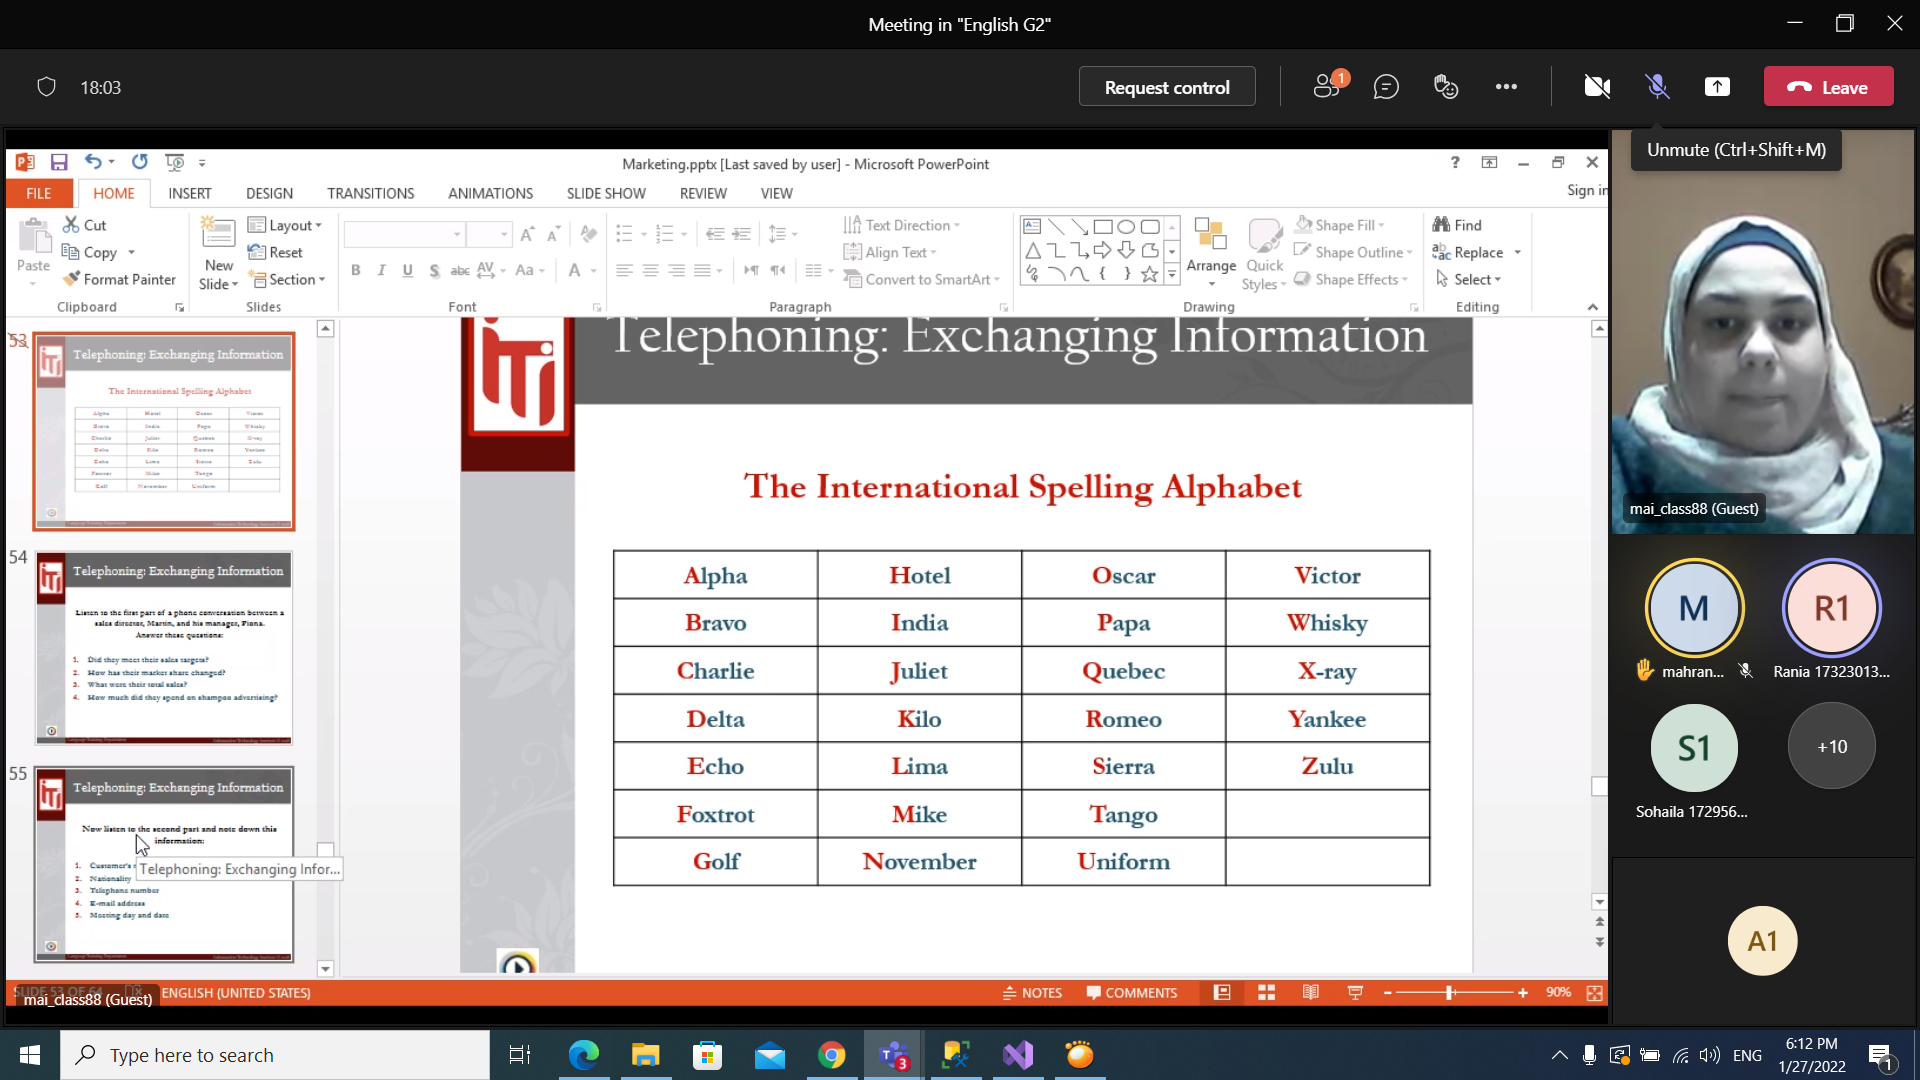 Meeting in "English G2"
18:03
Request control
1
Leave
Unmute (Ctrl+Shift+M)
Marketing.pptx [Last saved by user] - Microsoft PowerPoint
?
FILE HOME INSERT DESIGN TRANSITIONS ANIMATIONS SLIDE SHOW REVIEW VIEW
Sign in
Paste
Cut
Copy
Format Painter
Clipboard
New
Slide
Layout
Reset
Section
Slides
B I U S abc AV Aa A
Font
Text Direction
Align Text
Convert to SmartArt
Paragraph
Arrange
Quick
Styles
Shape Fill
Shape Outline
Shape Effects
Drawing
Find
Replace
Select
Editing
53
Telephoning: Exchanging Information
The International Spelling Alphabet
54
Telephoning: Exchanging Information
Listen to the first part of a phone conversation between a
sales director, Martin, and his manager, Fiona.
Answer these questions:
1. Did they meet their sales targets?
2. How has their market share changed?
3. What were their total sales?
4. How much did they spend on shampoo advertising?
55
Telephoning: Exchanging Information
Now listen to the second part and note down this
information:
1. Customer's
2. Nationality
3. Telephone number
4. E-mail address
5. Meeting day and date
Telephoning: Exchanging Infor...
iTi
Telephoning: Exchanging Information
The International Spelling Alphabet
Alpha Hotel Oscar Victor
Bravo India Papa Whisky
Charlie Juliet Quebec X-ray
Delta Kilo Romeo Yankee
Echo Lima Sierra Zulu
Foxtrot Mike Tango
Golf November Uniform
mai_class88 (Guest)
M
mahran...
R1
Rania 17323013...
S1
Sohaila 172956...
+10
A1
SLIDE 53 OF 64
ENGLISH (UNITED STATES)
NOTES
COMMENTS
90%
mai_class88 (Guest)
Type here to search
3
ENG
6:12 PM
1/27/2022
1